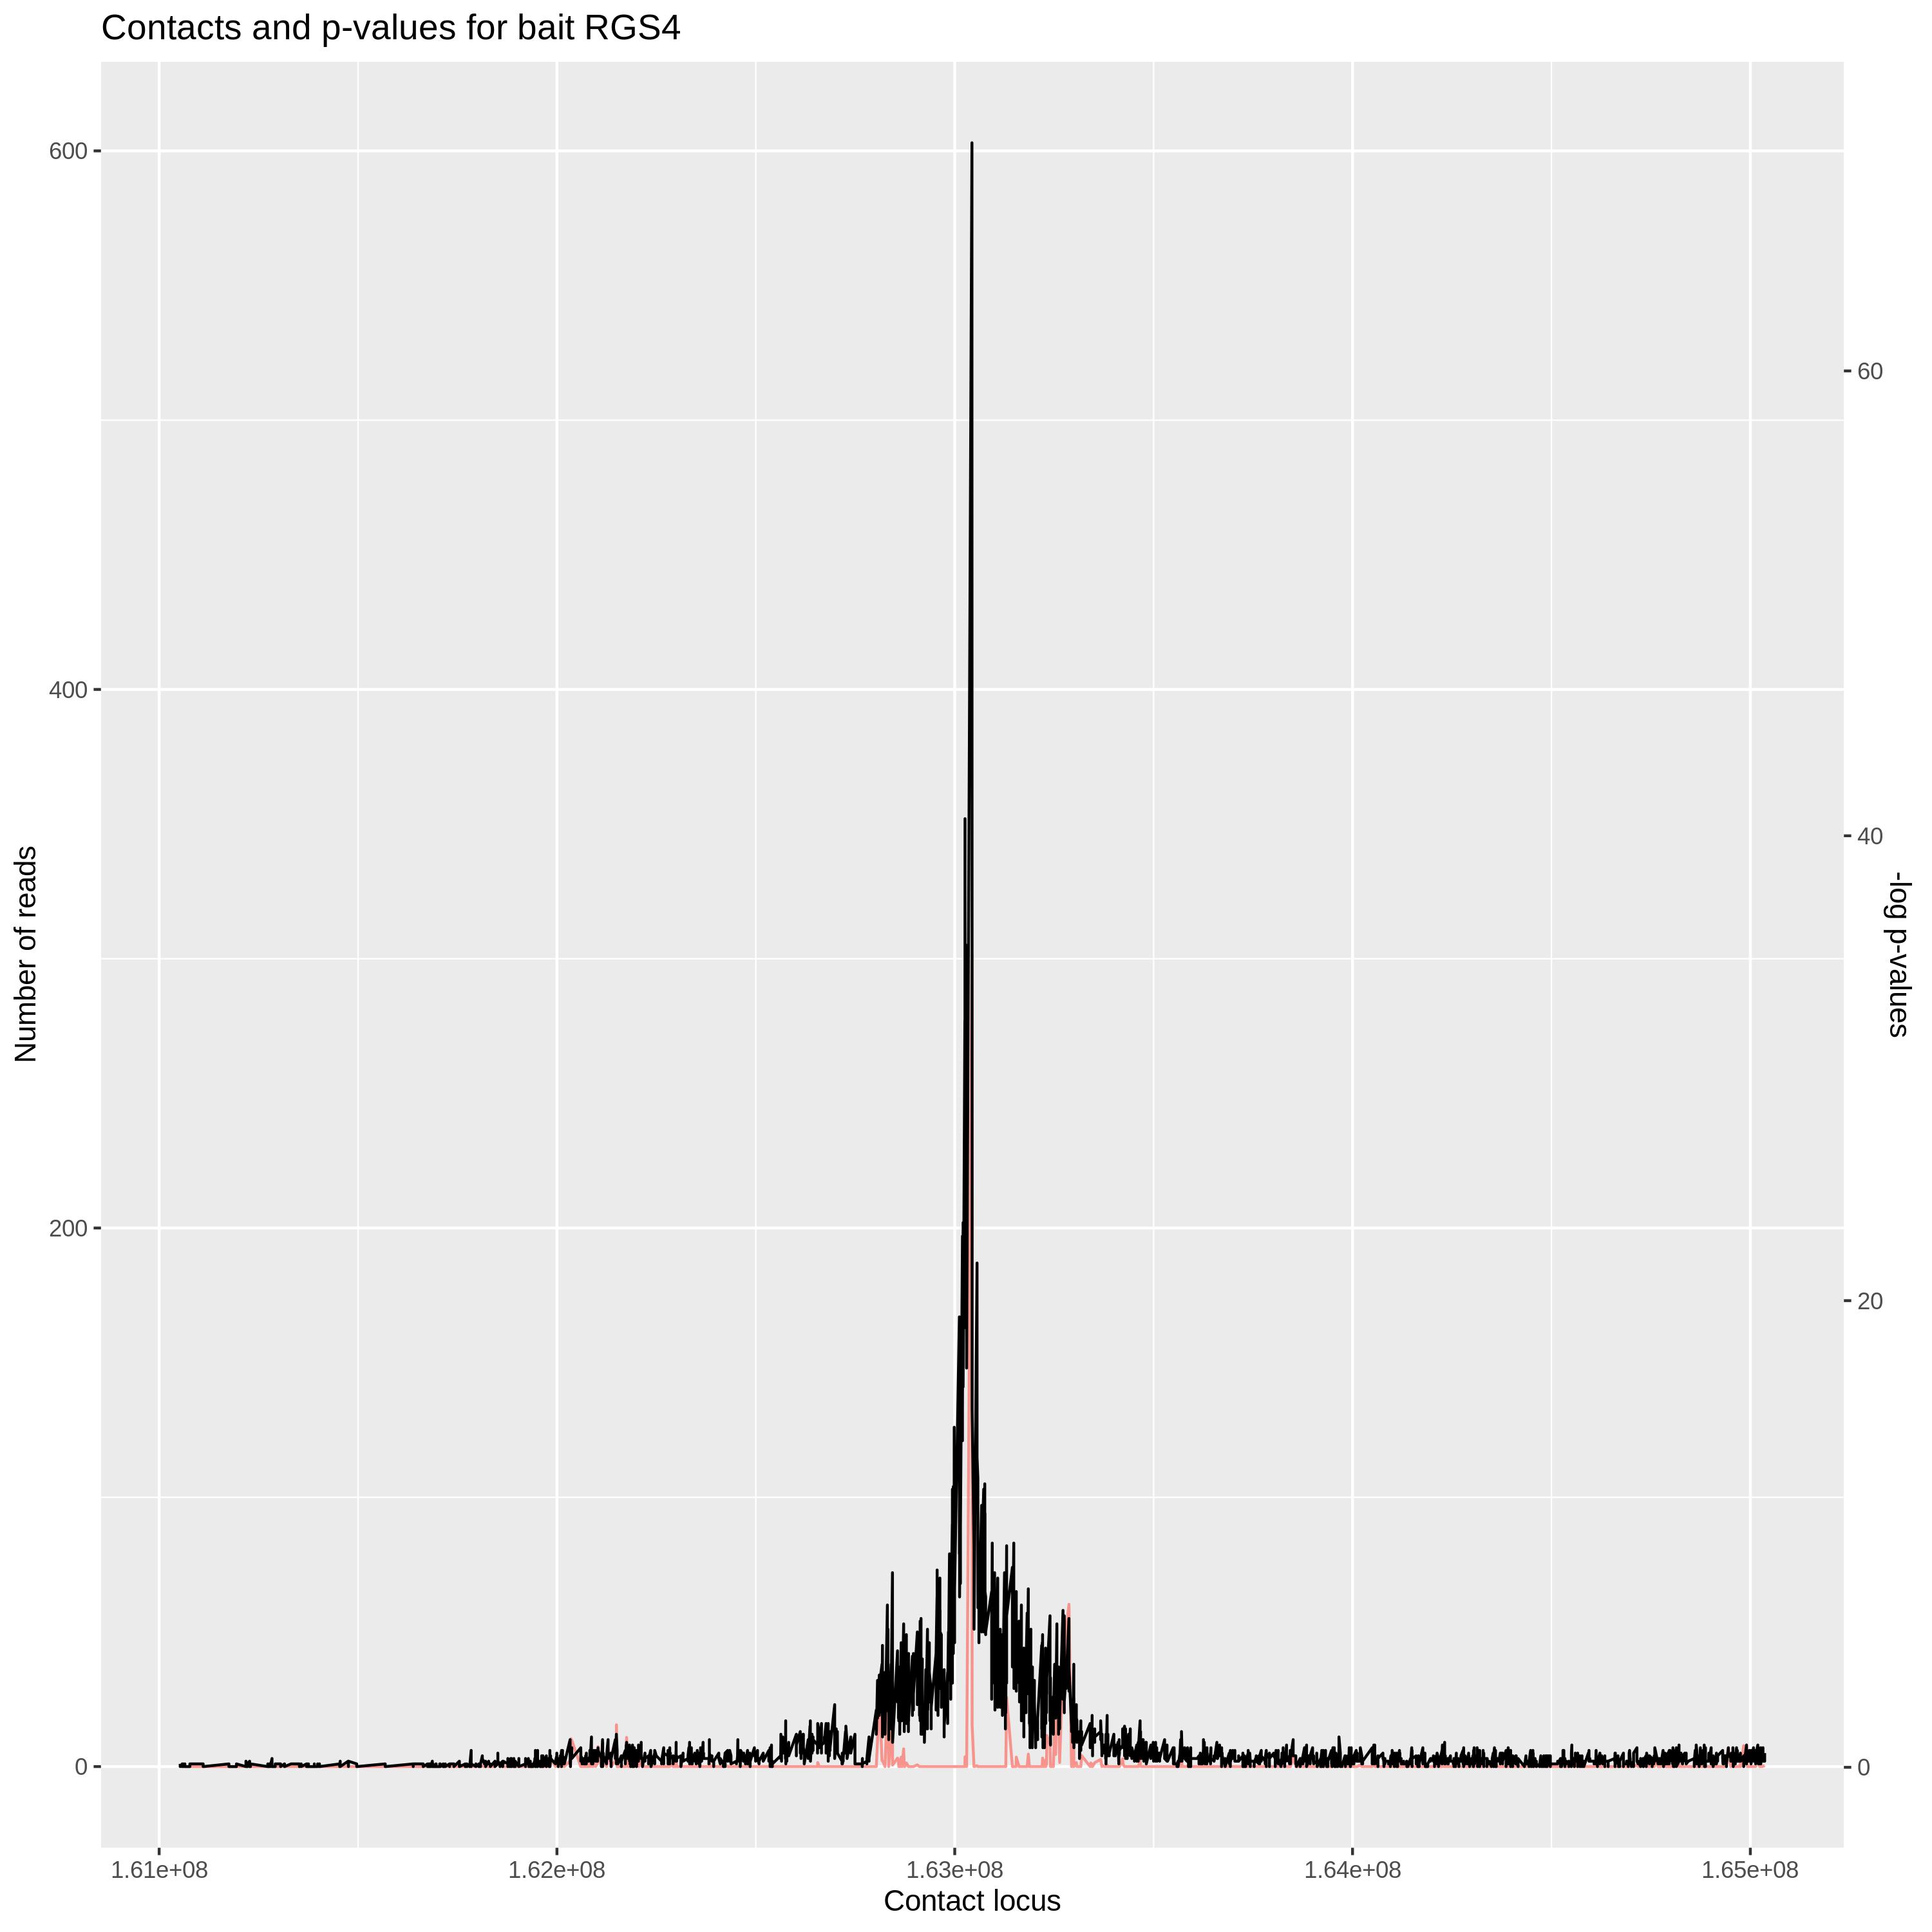 Contacts and p-values for bait RGS4
600
400
200
0
Number of reads
60
40
20
0
-log p-values
1.61e+08
1.62e+08
1.63e+08
1.64e+08
1.65e+08
Contact locus